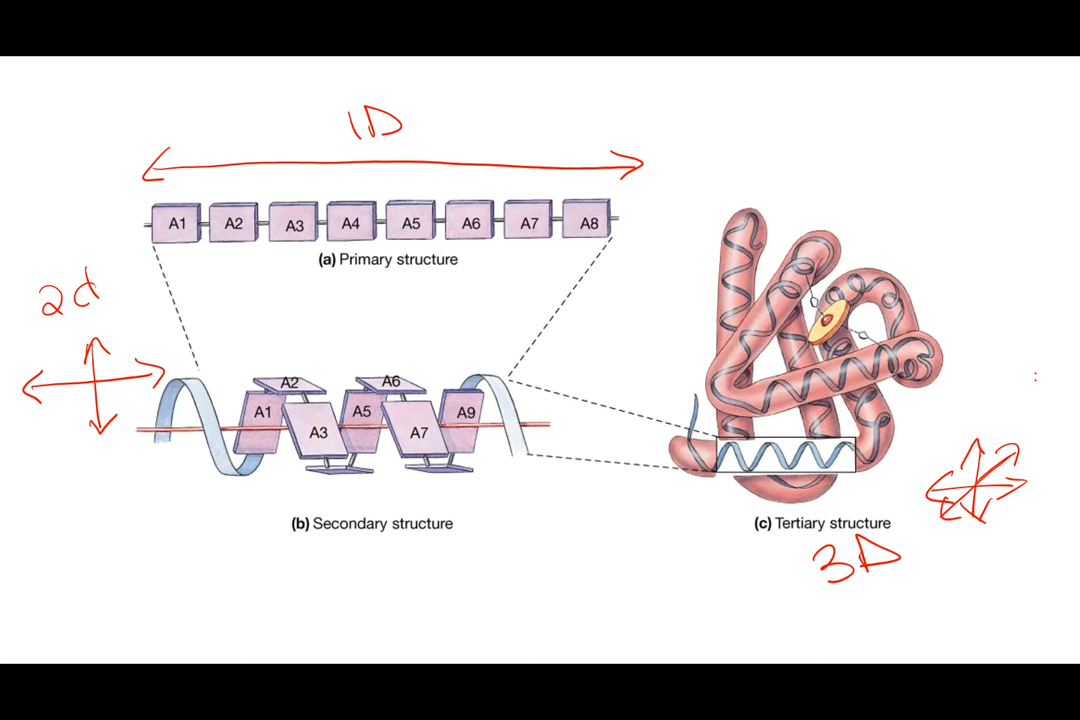 1D
A1 A2 A3 A4 A5 A6 A7 A8
(a) Primary structure
2d
A2 A6
A1 A5 A9
A3 A7
(b) Secondary structure
(c) Tertiary structure
3D